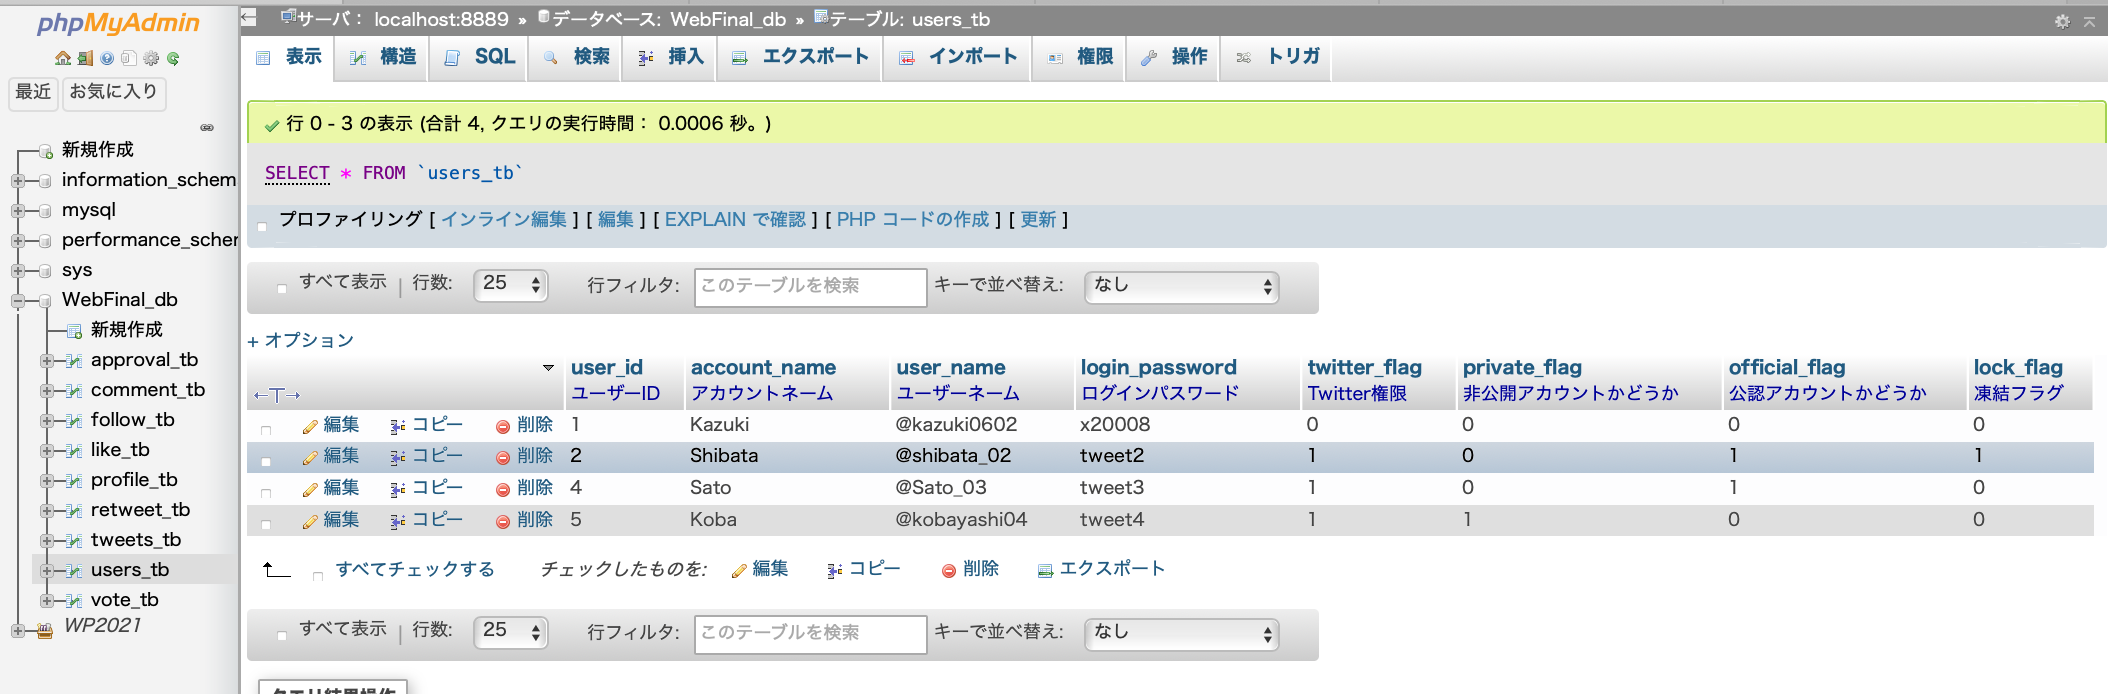 phpMyAdmin
最近 お気に入り
新規作成
information_schem
mysql
performance_scher
sys
WebFinal_db
新規作成
approval_tb
comment_tb
follow_tb
like_tb
profile_tb
retweet_tb
tweets_tb
users_tb
vote_tb
WP2021
サーバ: localhost:8889 » データベース: WebFinal_db » テーブル: users_tb
表示 構造 SQL 検索 挿入 エクスポート インポート 権限 操作 トリガ
行 0 - 3 の表示 (合計 4, クエリの実行時間: 0.0006 秒。)
SELECT * FROM `users_tb`
プロファイリング [ インライン編集 ] [ 編集 ] [ EXPLAIN で確認 ] [ PHP コードの作成 ] [ 更新 ]
すべて表示 | 行数: 25 行フィルタ: このテーブルを検索 キーで並べ替え: なし
+ オプション
←T→ user_id account_name user_name login_password twitter_flag private_flag official_flag lock_flag
ユーザーID アカウントネーム ユーザーネーム ログインパスワード Twitter権限 非公開アカウントかどうか 公認アカウントかどうか 凍結フラグ
編集 コピー 削除 1 Kazuki @kazuki0602 x20008 0 0 0 0
編集 コピー 削除 2 Shibata @shibata_02 tweet2 1 0 1 1
編集 コピー 削除 4 Sato @Sato_03 tweet3 1 0 1 0
編集 コピー 削除 5 Koba @kobayashi04 tweet4 1 1 0 0
すべてチェックする チェックしたものを: 編集 コピー 削除 エクスポート
すべて表示 | 行数: 25 行フィルタ: このテーブルを検索 キーで並べ替え: なし
クエリ結果操作